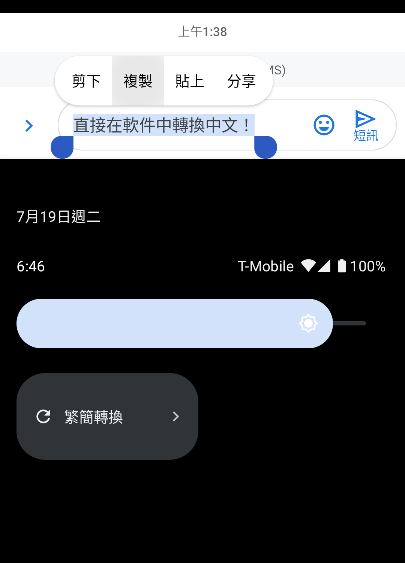 上午1:38
MS)
剪下 複製 貼上 分享
直接在軟件中轉換中文！
短訊
7月19日週二
6:46 T-Mobile 100%
繁簡轉換